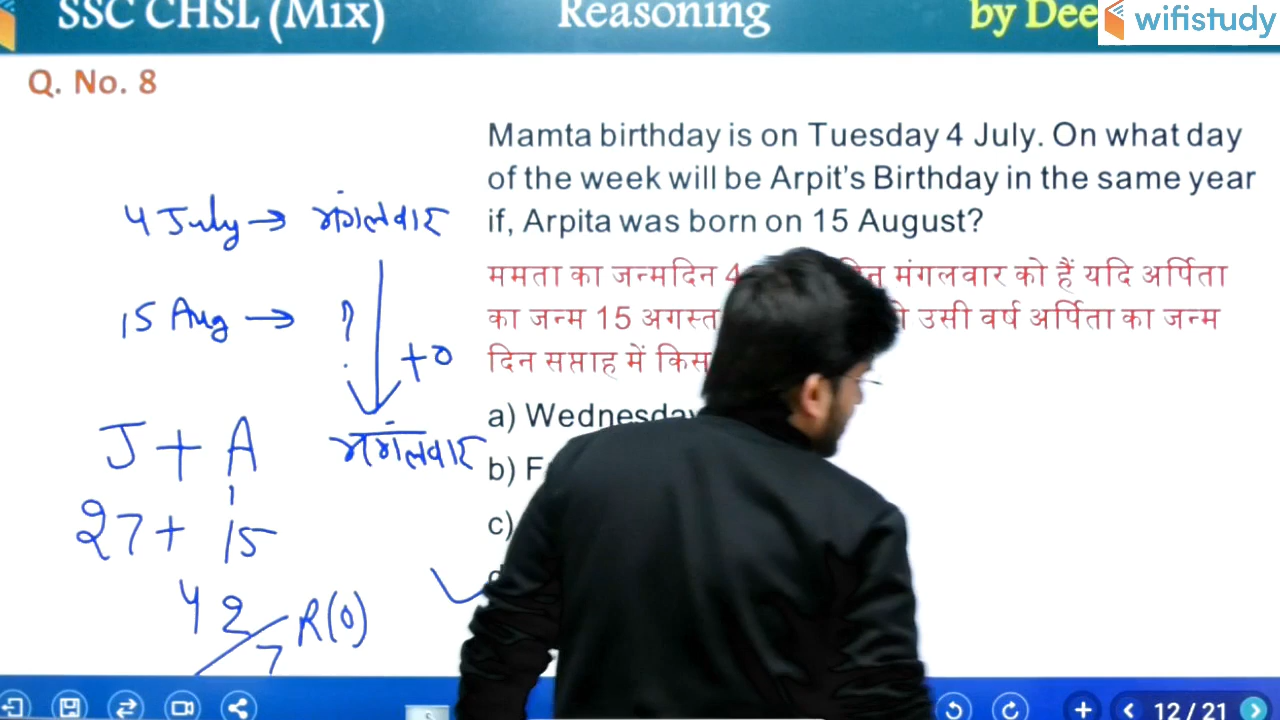 SSC CHSL (Mix) Reasoning by Dee
wifistudy
Q. No. 8
Mamta birthday is on Tuesday 4 July. On what day
of the week will be Arpit's Birthday in the same year
if, Arpita was born on 15 August?
ममता का जन्मदिन 4 मंगलवार को हैं यदि अर्पिता
का जन्म 15 अगस्त उसी वर्ष अर्पिता का जन्म
दिन सप्ताह में किस
a) Wednesday
b) F
c)
d
4 July → मंगलवार
15 Aug → ?
+0
J + A मंगलवार
27 + 15
42/7 R(0)
12 / 21